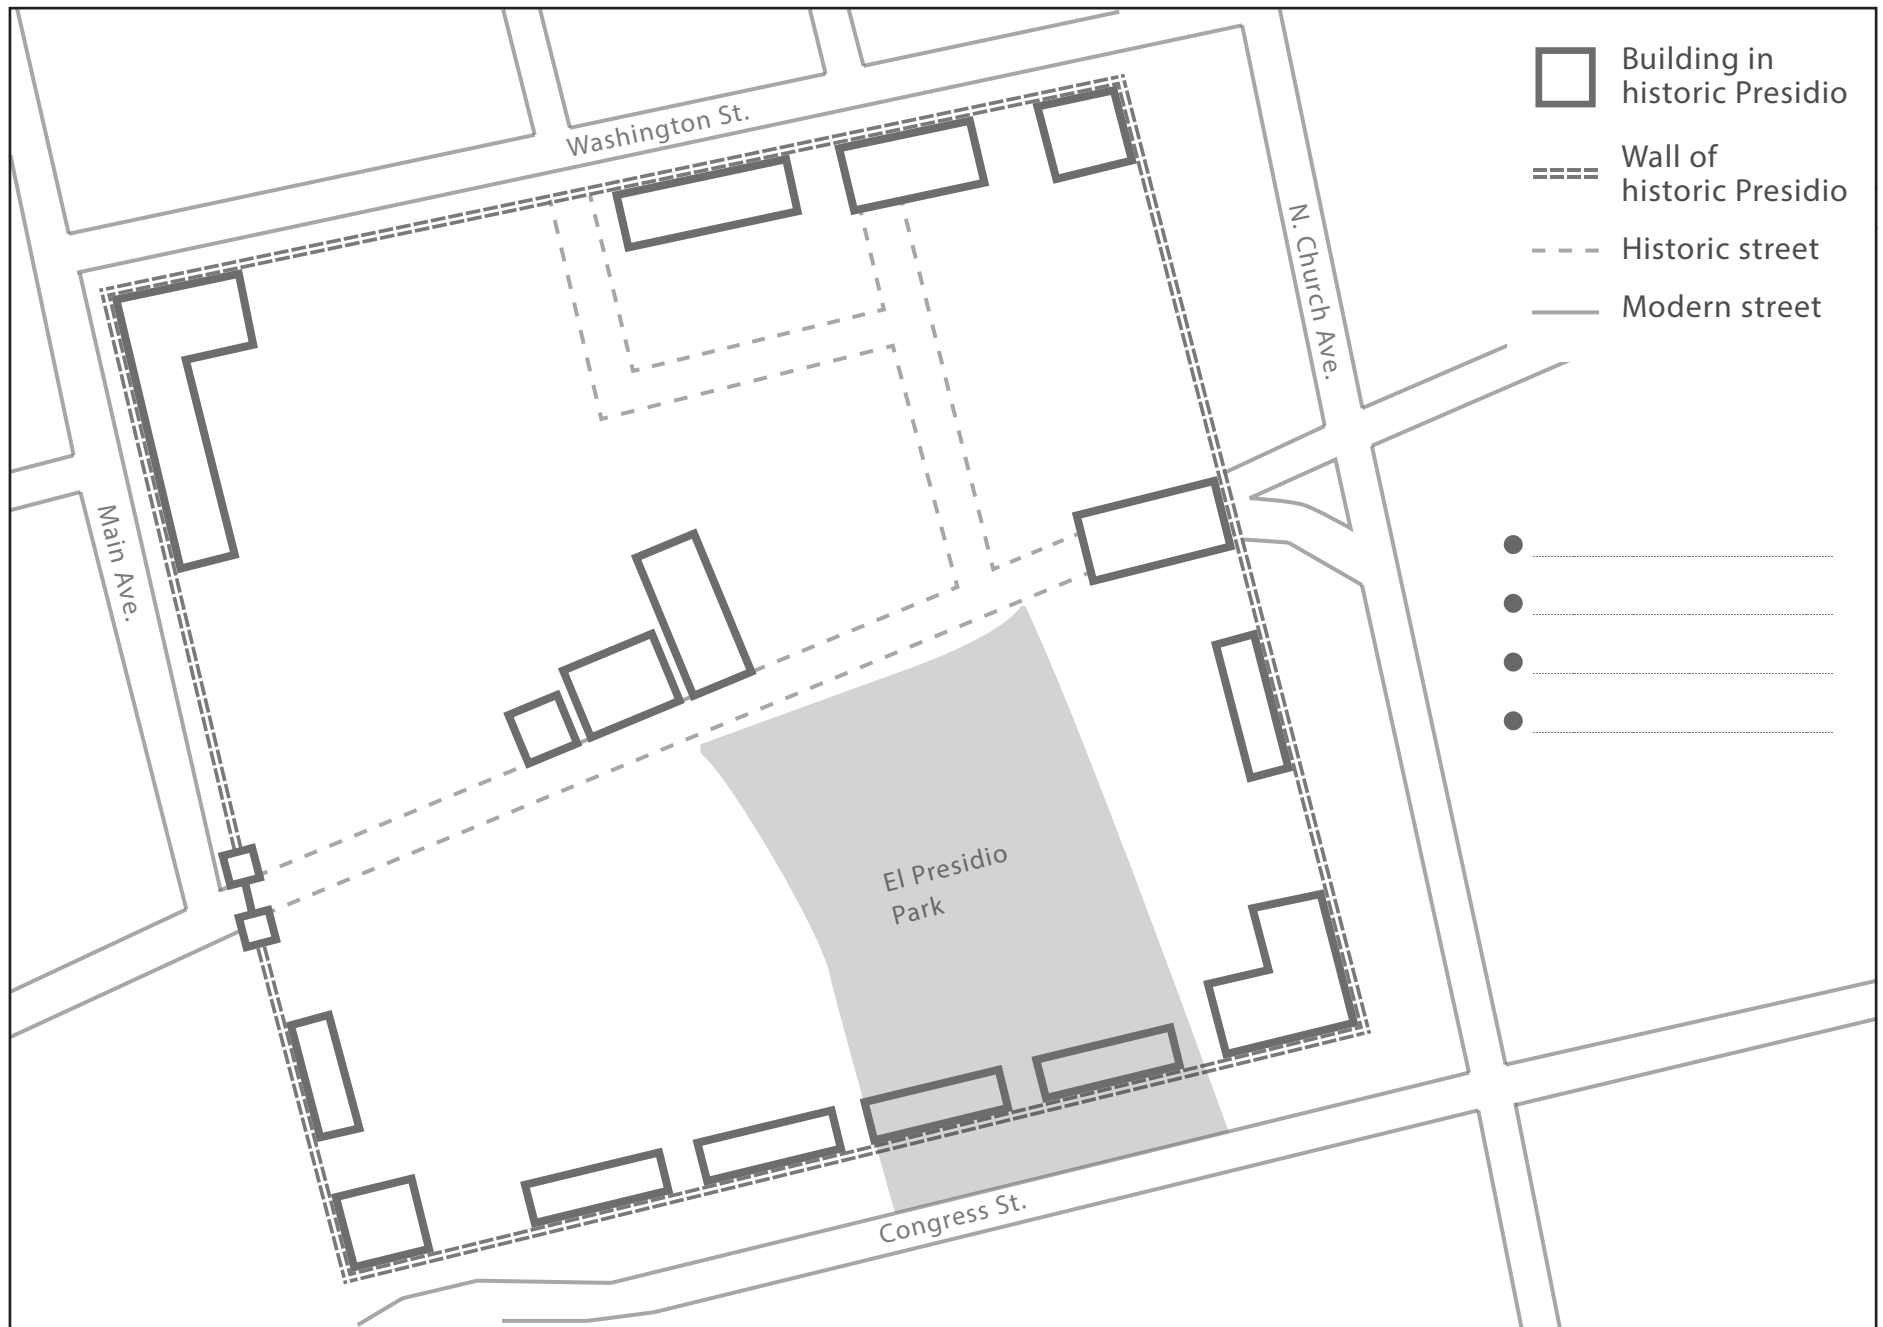 Building in
historic Presidio
Wall of
historic Presidio
Historic street
Modern street
Washington St.
N. Church Ave.
Main Ave.
El Presidio
Park
Congress St.